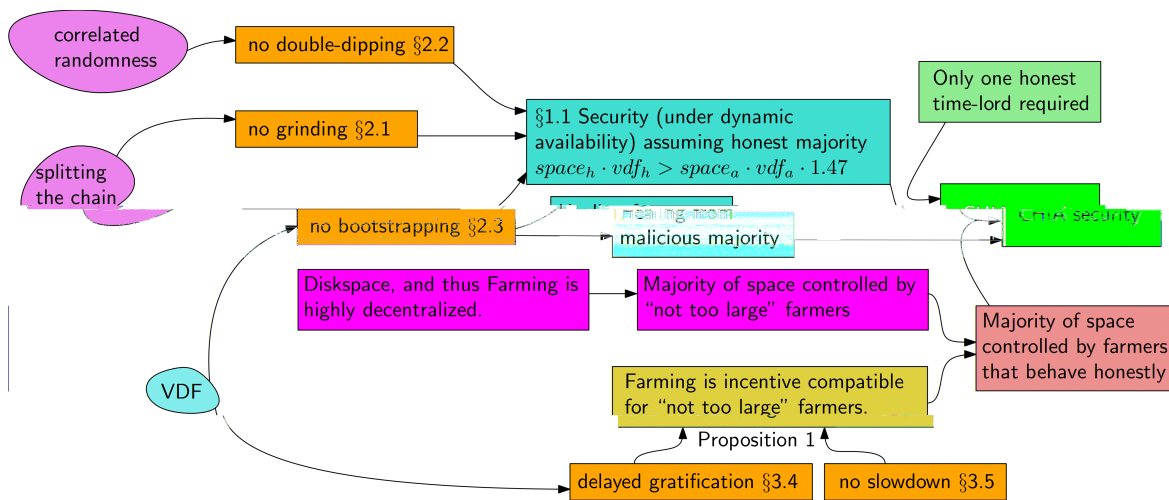 correlated
randomness
no double-dipping §2.2
Only one honest
time-lord required
no grinding §2.1
§1.1 Security (under dynamic
availability) assuming honest majority
space_h · vdf_h > space_a · vdf_a · 1.47
splitting
the chain
no bootstrapping §2.3
malicious majority
security
Diskspace, and thus Farming is
highly decentralized.
Majority of space controlled by
“not too large” farmers
Majority of space
controlled by farmers
that behave honestly
VDF
Farming is incentive compatible
for “not too large” farmers.
Proposition 1
delayed gratification §3.4
no slowdown §3.5